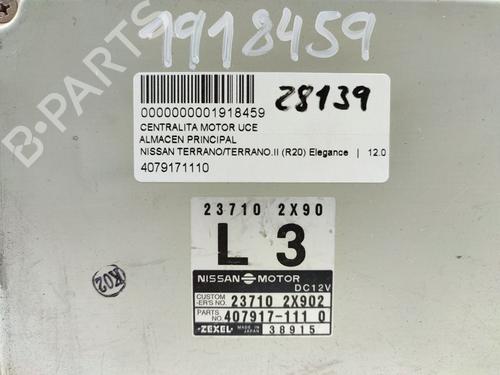 1918459
0000000001918459
28139
CENTRALITA MOTOR UCE
ALMACEN PRINCIPAL
NISSAN TERRANO/TERRANO.II (R20) Elegance | 12.0
4079171110
23710 2X90
L 3
NISSAN MOTOR
DC12V
CUSTOM
-ER'S NO. 23710 2X902
PARTS
NO. 407917-111 0
ZEXEL MADE IN
JAPAN 38915
K02